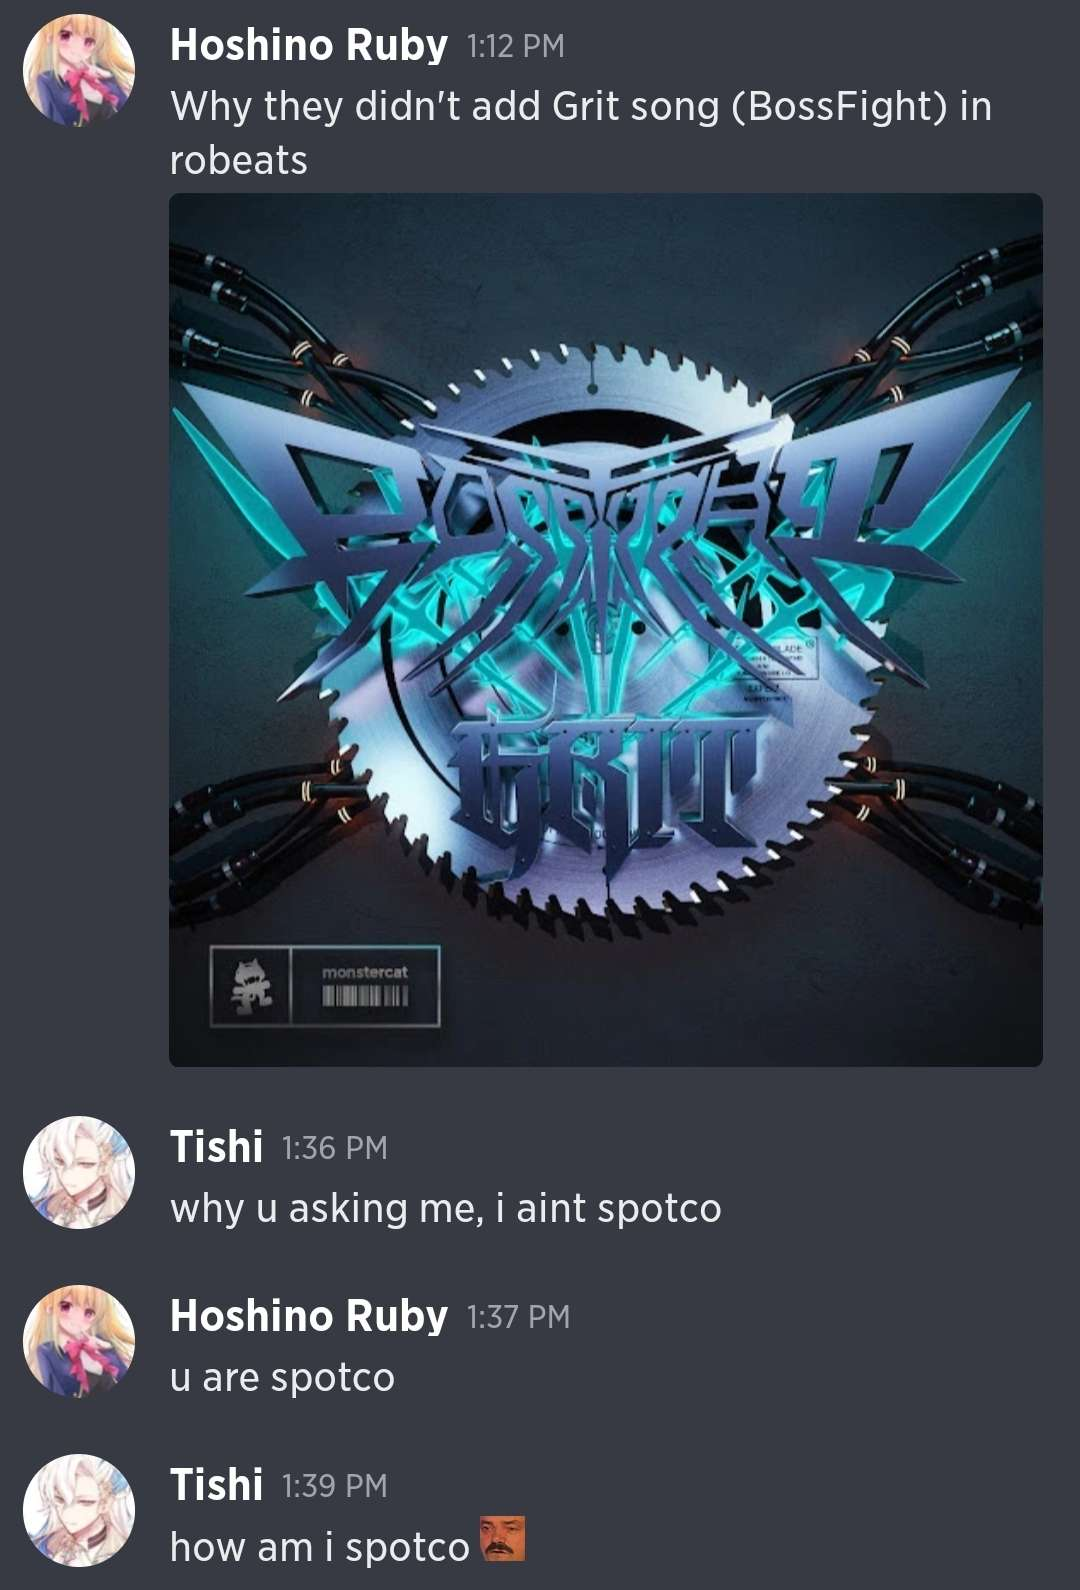 Hoshino Ruby 1:12 PM
Why they didn't add Grit song (BossFight) in
robeats
BOSSFIGHT
GRIT
monstercat
Tishi 1:36 PM
why u asking me, i aint spotco
Hoshino Ruby 1:37 PM
u are spotco
Tishi 1:39 PM
how am i spotco